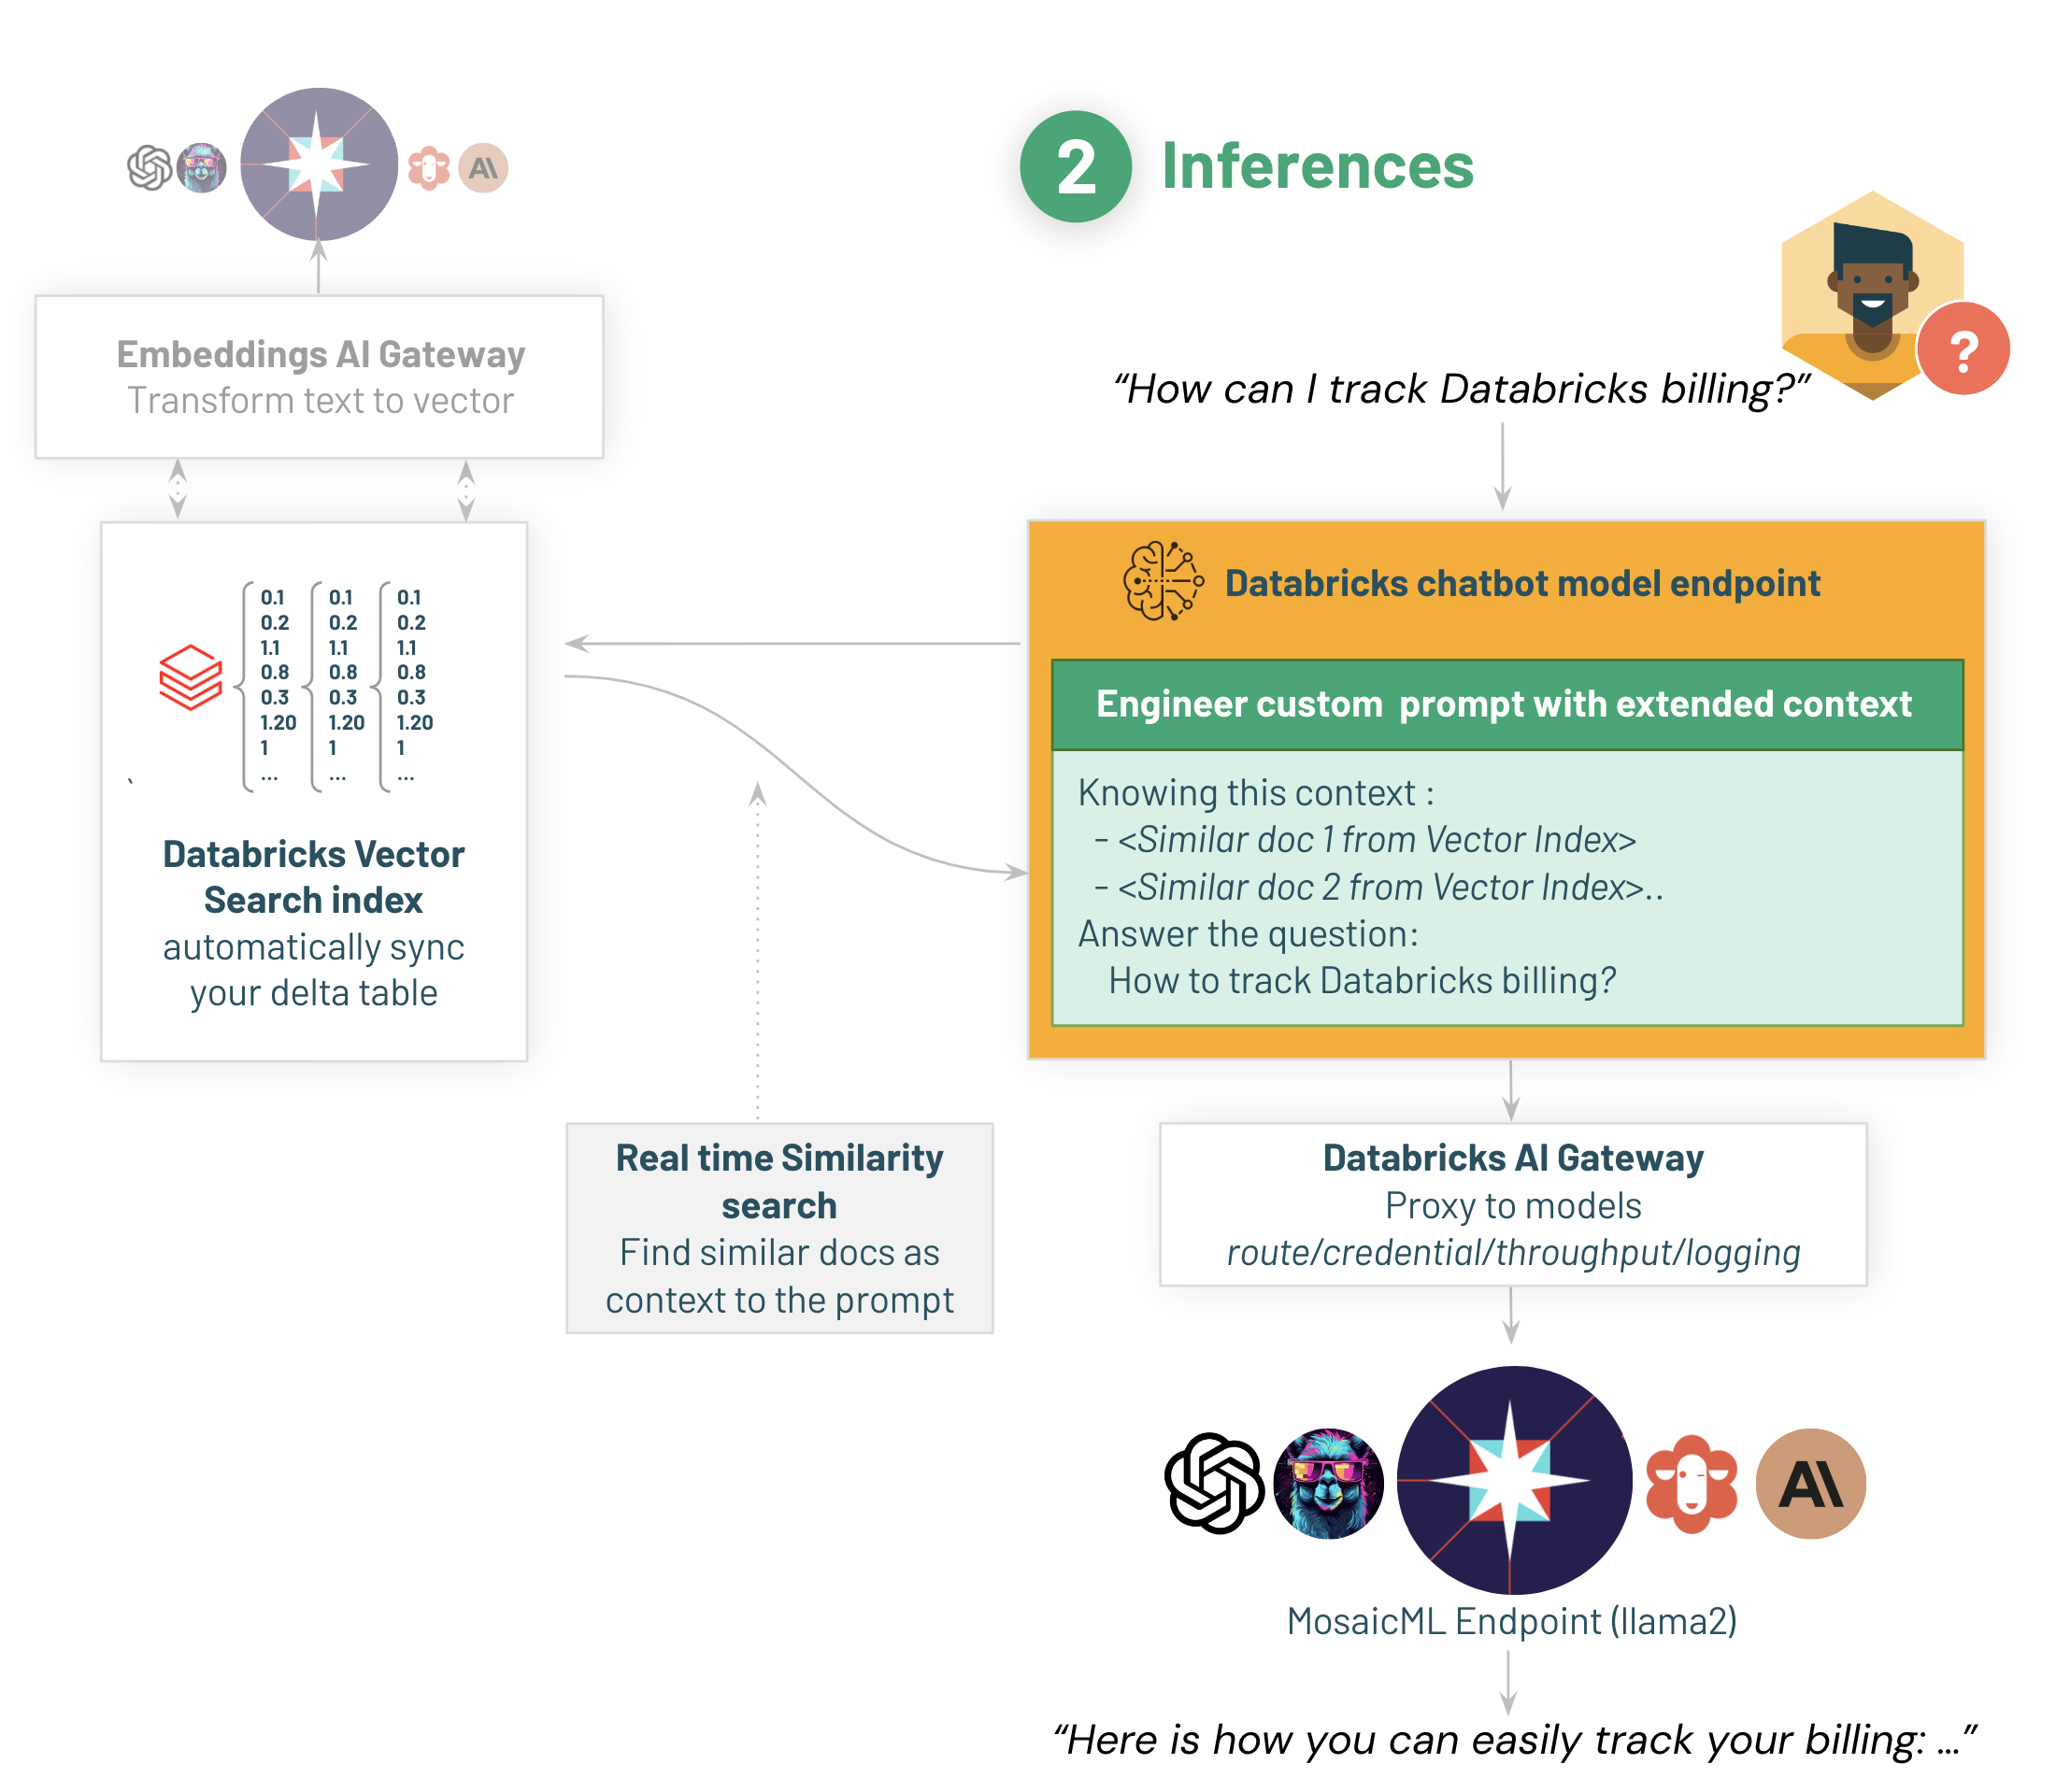 2 Inferences
?
"How can I track Databricks billing?"
Embeddings AI Gateway
Transform text to vector
0.1 0.1 0.1
0.2 0.2 0.2
1.1 1.1 1.1
0.8 0.8 0.8
0.3 0.3 0.3
1.20 1.20 1.20
1 1 1
... ... ...
`
Databricks Vector
Search index
automatically sync
your delta table
Databricks chatbot model endpoint
Engineer custom  prompt with extended context
Knowing this context :
- <Similar doc 1 from Vector Index>
- <Similar doc 2 from Vector Index>..
Answer the question:
How to track Databricks billing?
Real time Similarity
search
Find similar docs as
context to the prompt
Databricks AI Gateway
Proxy to models
route/credential/throughput/logging
MosaicML Endpoint (llama2)
"Here is how you can easily track your billing: ..."